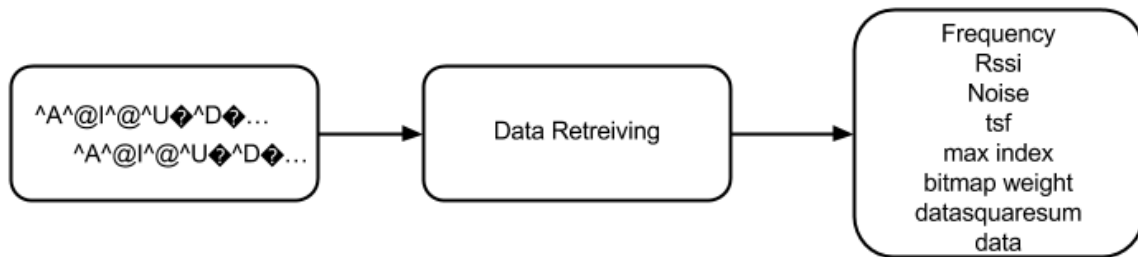 ^A^@I^@^U�^D�...
^A^@I^@^U�^D�...
Data Retreiving
Frequency
Rssi
Noise
tsf
max index
bitmap weight
datasquaresum
data